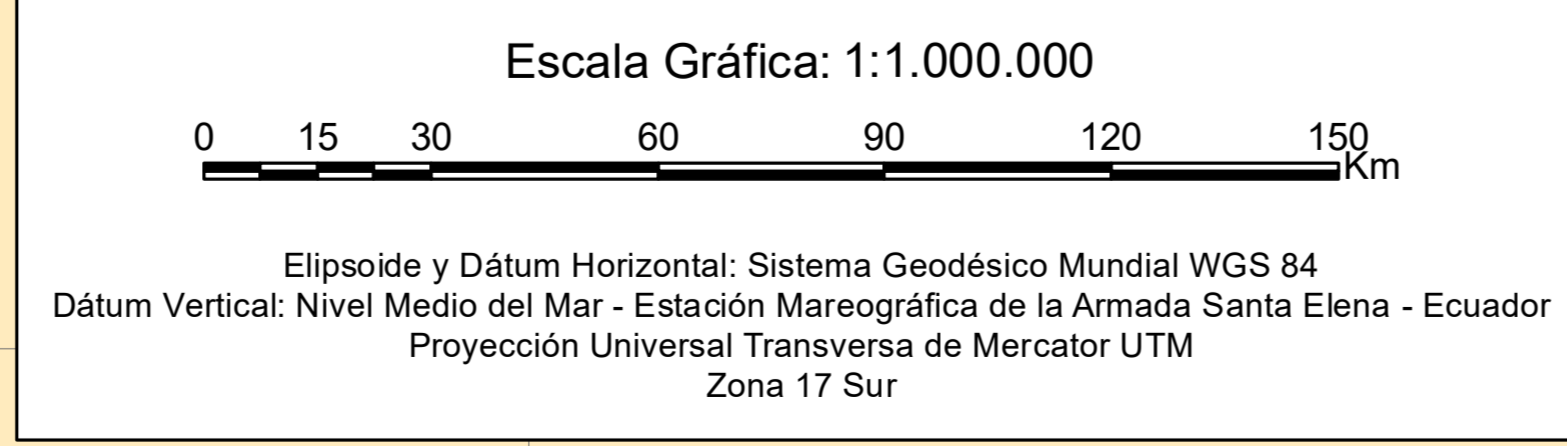 Escala Gráfica: 1:1.000.000
0 15 30 60 90 120 150
Km
Elipsoide y Dátum Horizontal: Sistema Geodésico Mundial WGS 84
Dátum Vertical: Nivel Medio del Mar - Estación Mareográfica de la Armada Santa Elena - Ecuador
Proyección Universal Transversa de Mercator UTM
Zona 17 Sur